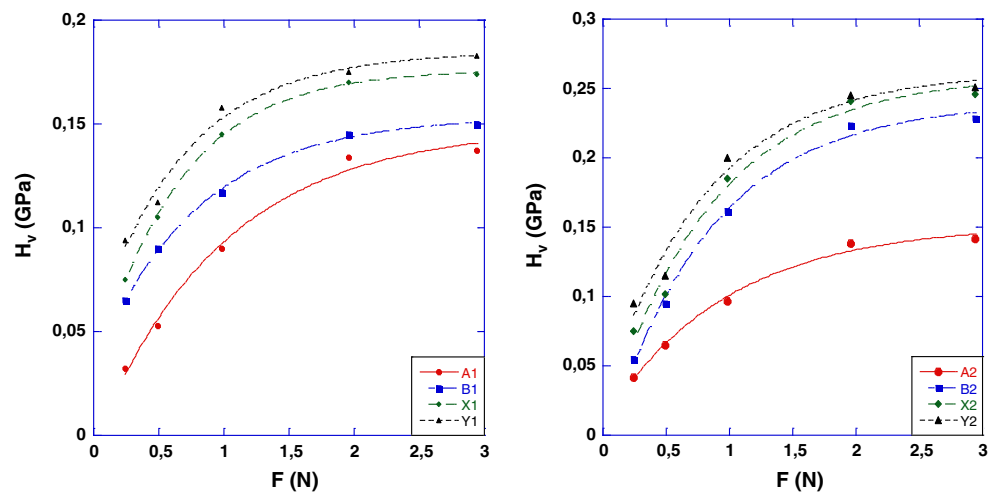 0,2
0,15
0,1
0,05
0
H_v (GPa)
A1
B1
X1
Y1
0 0,5 1 1,5 2 2,5 3
F (N)
0,3
0,25
0,2
0,15
0,1
0,05
0
H_v (GPa)
A2
B2
X2
Y2
0 0,5 1 1,5 2 2,5 3
F (N)